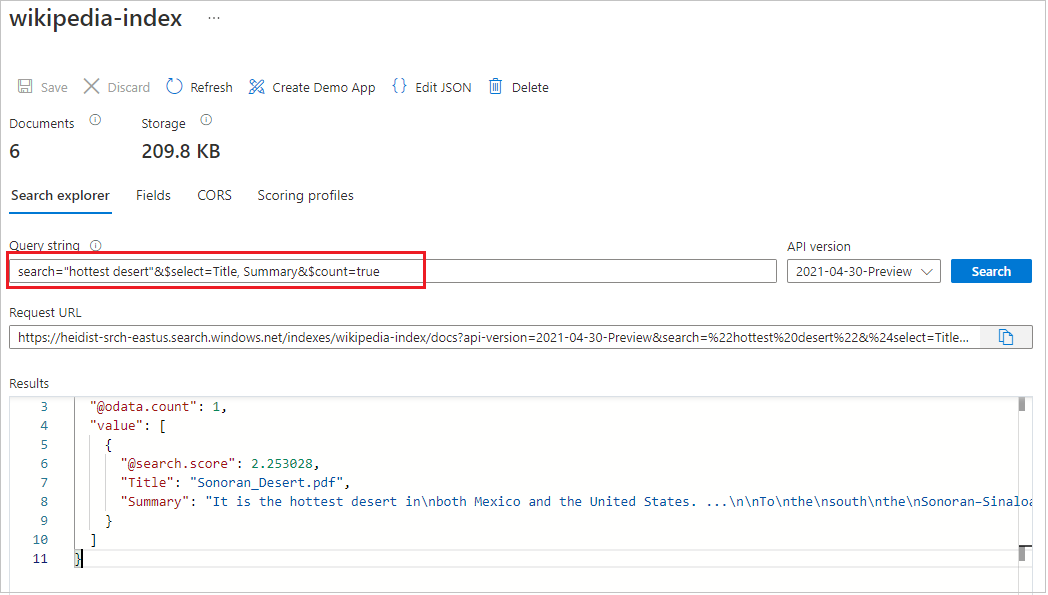 wikipedia-index ...
Save Discard Refresh Create Demo App {} Edit JSON Delete
Documents Storage
6 209.8 KB
Search explorer Fields CORS Scoring profiles
Query string API version
search="hottest desert"&$select=Title, Summary&$count=true 2021-04-30-Preview Search
Request URL
https://heidist-srch-eastus.search.windows.net/indexes/wikipedia-index/docs?api-version=2021-04-30-Preview&search=%22hottest%20desert%22&%24select=Title...
Results
3 "@odata.count": 1,
4 "value": [
5 {
6 "@search.score": 2.253028,
7 "Title": "Sonoran_Desert.pdf",
8 "Summary": "It is the hottest desert in\nboth Mexico and the United States. ...\n\nTo\nthe\nsouth\nthe\nSonoran–Sinaloa
9 }
10 ]
11 }